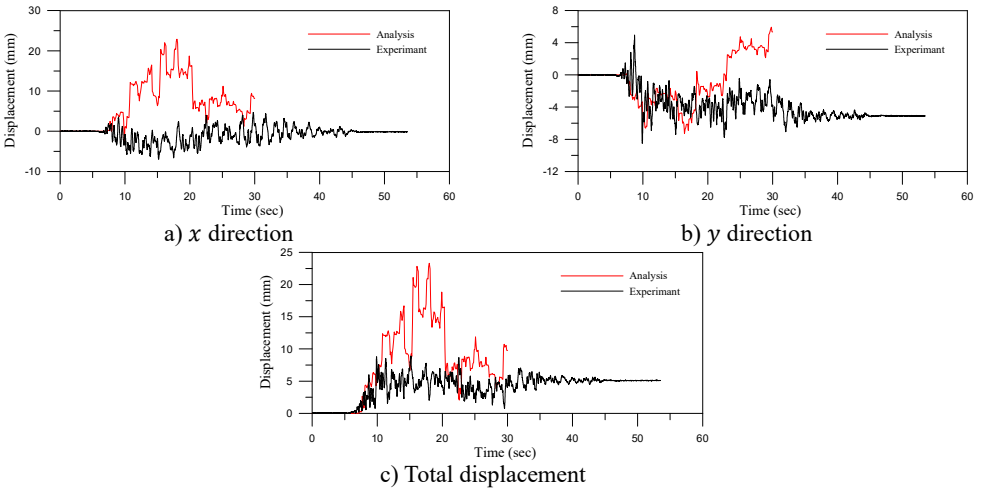 30
20
10
0
-10
Displacement (mm)
Analysis
Experimant
0 10 20 30 40 50 60
Time (sec)
a) x direction
8
4
0
-4
-8
-12
Displacement (mm)
Analysis
Experimant
0 10 20 30 40 50 60
Time (sec)
b) y direction
25
20
15
10
5
0
Displacement (mm)
Analysis
Experimant
0 10 20 30 40 50 60
Time (sec)
c) Total displacement